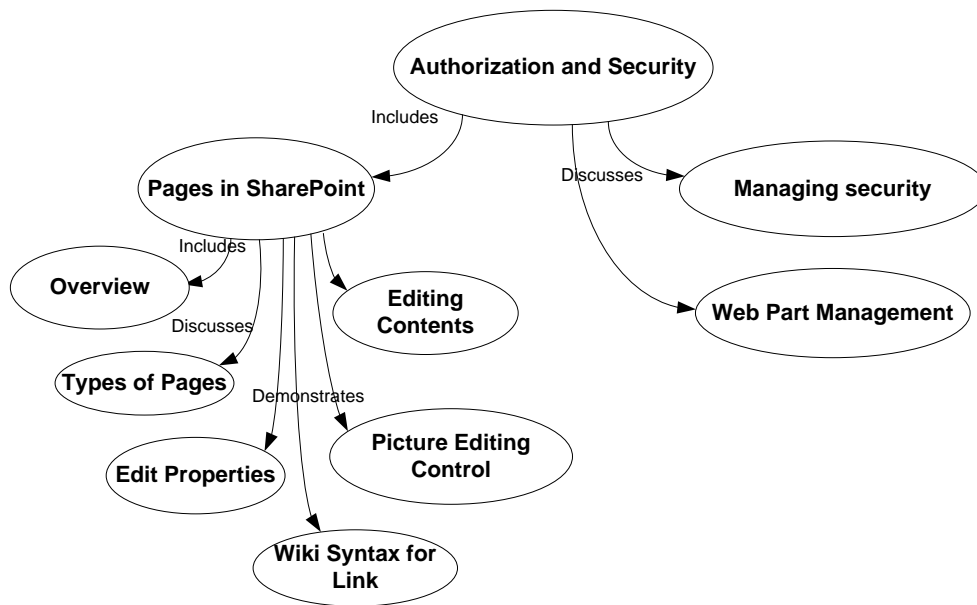 Authorization and Security
Includes
Pages in SharePoint
Discusses
Managing security
Includes
Overview
Editing
Contents
Web Part Management
Discusses
Types of Pages
Demonstrates
Picture Editing
Control
Edit Properties
Wiki Syntax for
Link